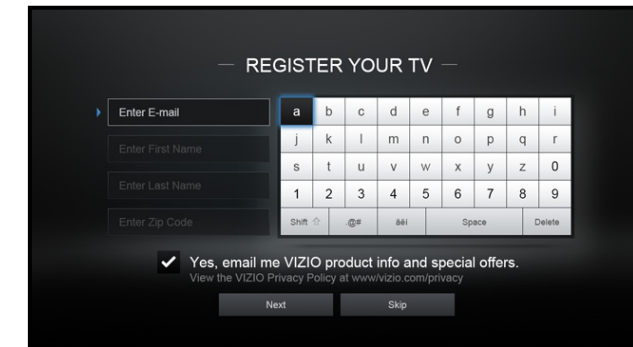 REGISTER YOUR TV
Enter E-mail
Enter First Name
Enter Last Name
Enter Zip Code
a b c d e f g h i
j k l m n o p q r
s t u v w x y z 0
1 2 3 4 5 6 7 8 9
Shift .@# äêì Space Delete
Yes, email me VIZIO product info and special offers.
View the VIZIO Privacy Policy at www/vizio.com/privacy
Next Skip